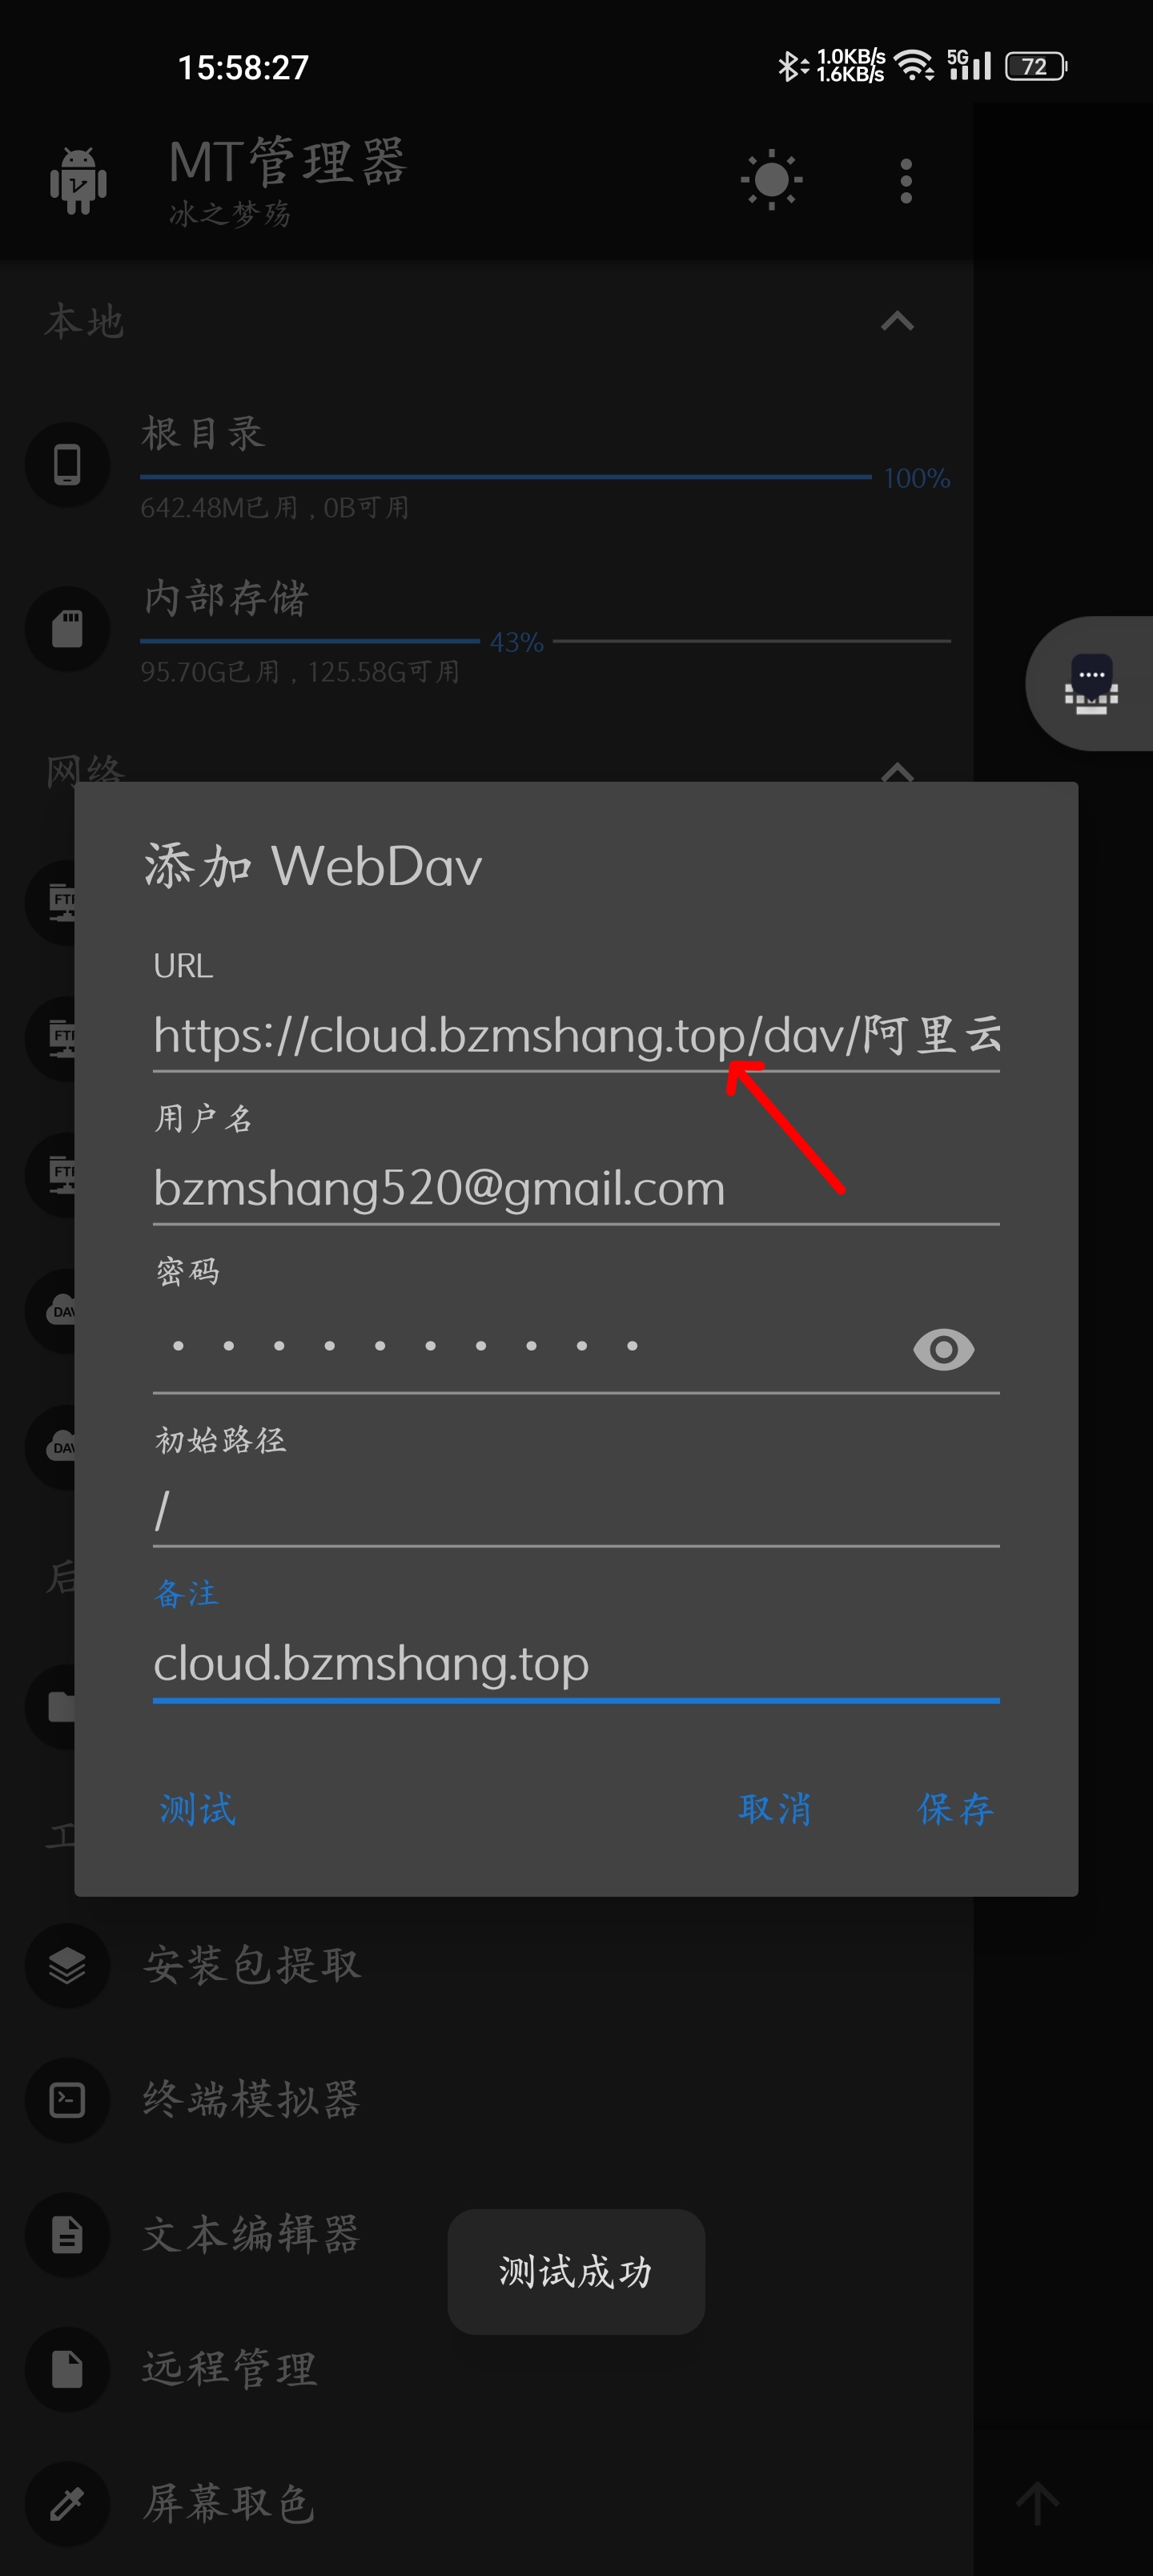 15:58:27
1.0KB/s
1.6KB/s
5G
72
MT管理器
冰之梦殇
本地
根目录
100%
642.48M已用 , 0B可用
内部存储
43%
95.70G已用 , 125.58G可用
网络
添加 WebDav
URL
https://cloud.bzmshang.top/dav/阿里云
用户名
bzmshang520@gmail.com
密码
初始路径
/
备注
cloud.bzmshang.top
测试
取消
保存
安装包提取
终端模拟器
文本编辑器
测试成功
远程管理
屏幕取色